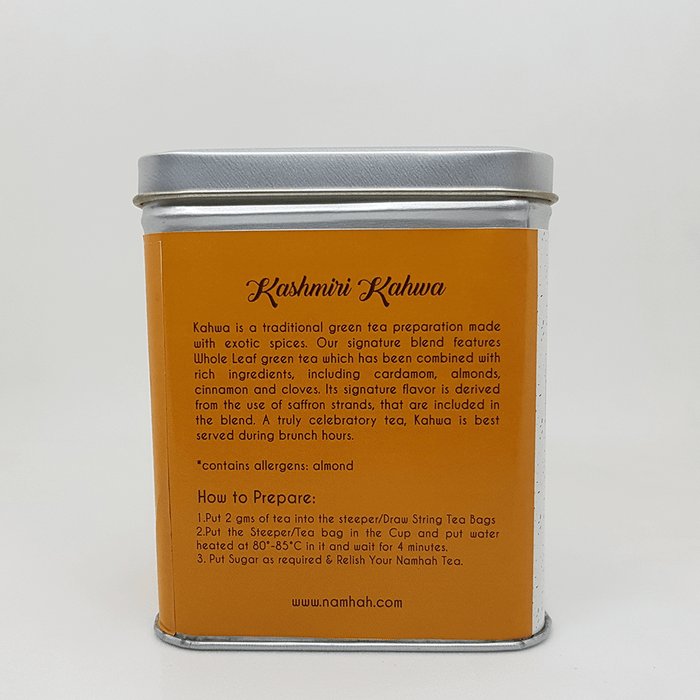 Kashmiri Kahwa
Kahwa is a traditional green tea preparation made
with exotic spices. Our signature blend features
Whole Leaf green tea which has been combined with
rich ingredients, including cardamom, almonds,
cinnamon and cloves. Its signature flavor is derived
from the use of saffron strands, that are included in
the blend. A truly celebratory tea, Kahwa is best
served during brunch hours.
*contains allergens: almond
How to Prepare:
1.Put 2 gms of tea into the steeper/Draw String Tea Bags
2.Put the Steeper/Tea bag in the Cup and put water
heated at 80°-85°C in it and wait for 4 minutes.
3. Put Sugar as required & Relish Your Namhah Tea.
www.namhah.com